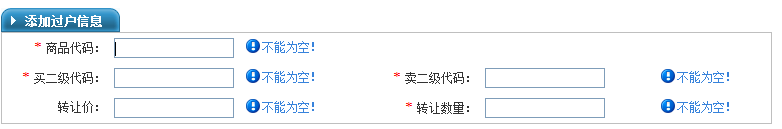 添加过户信息
* 商品代码： 不能为空!
* 买二级代码： 不能为空! * 卖二级代码： 不能为空!
转让价： 不能为空! * 转让数量： 不能为空!